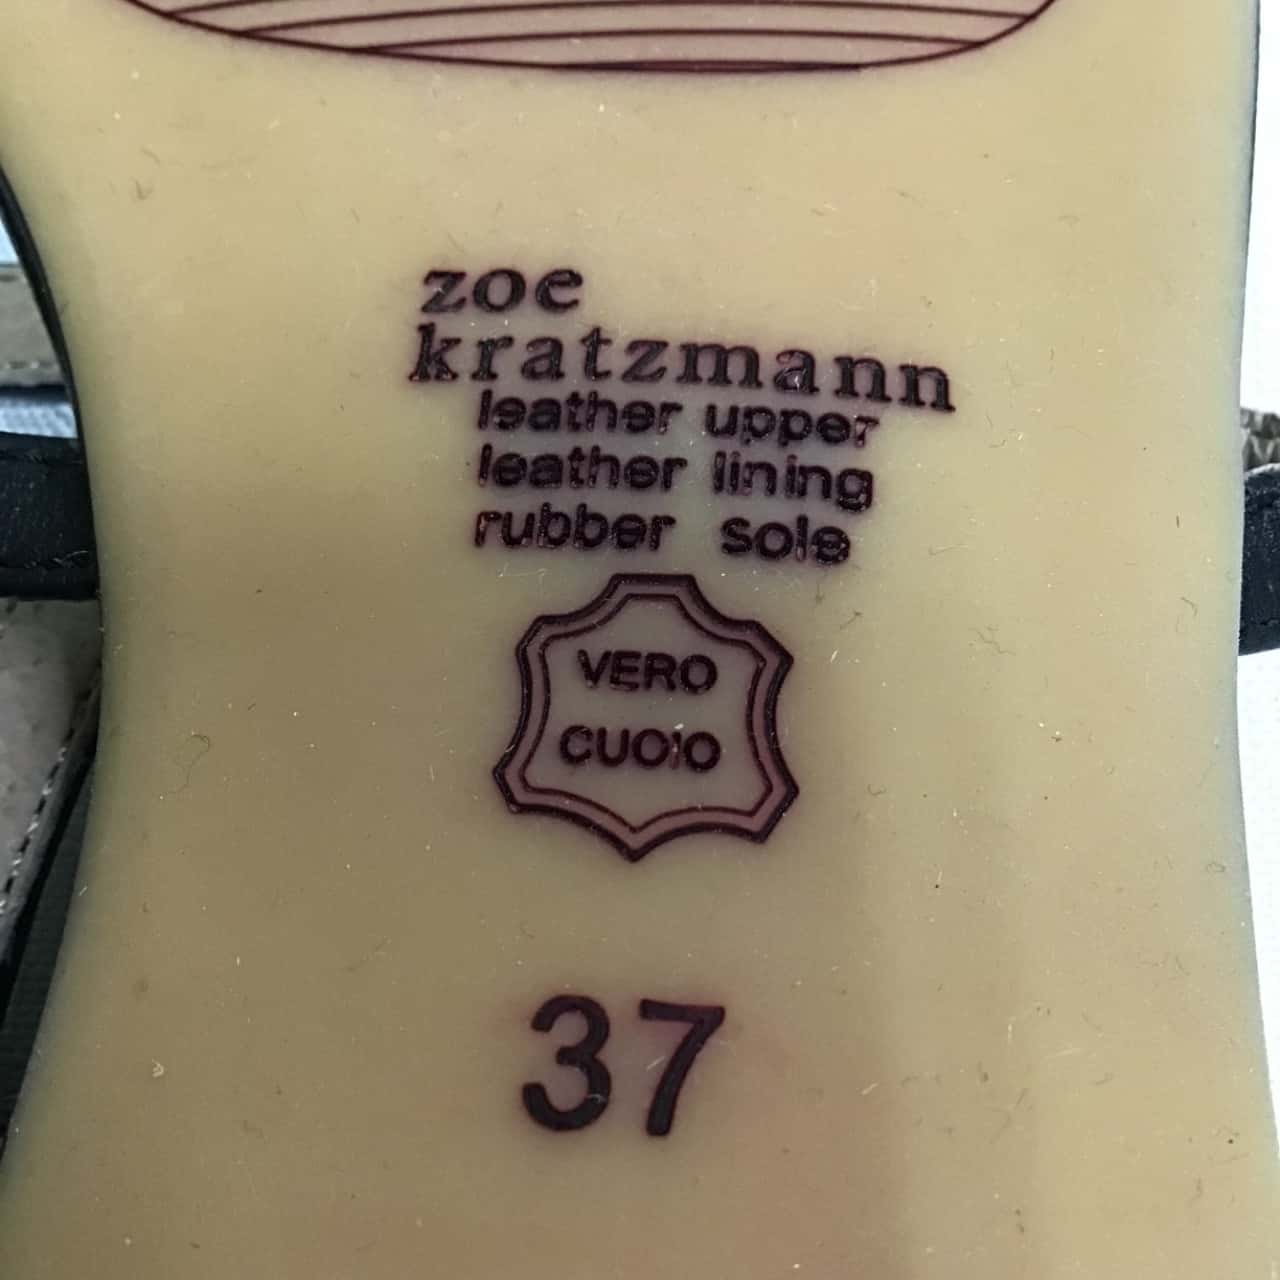 zoe
kratzmann
leather upper
leather lining
rubber sole
VERO
CUOIO
37